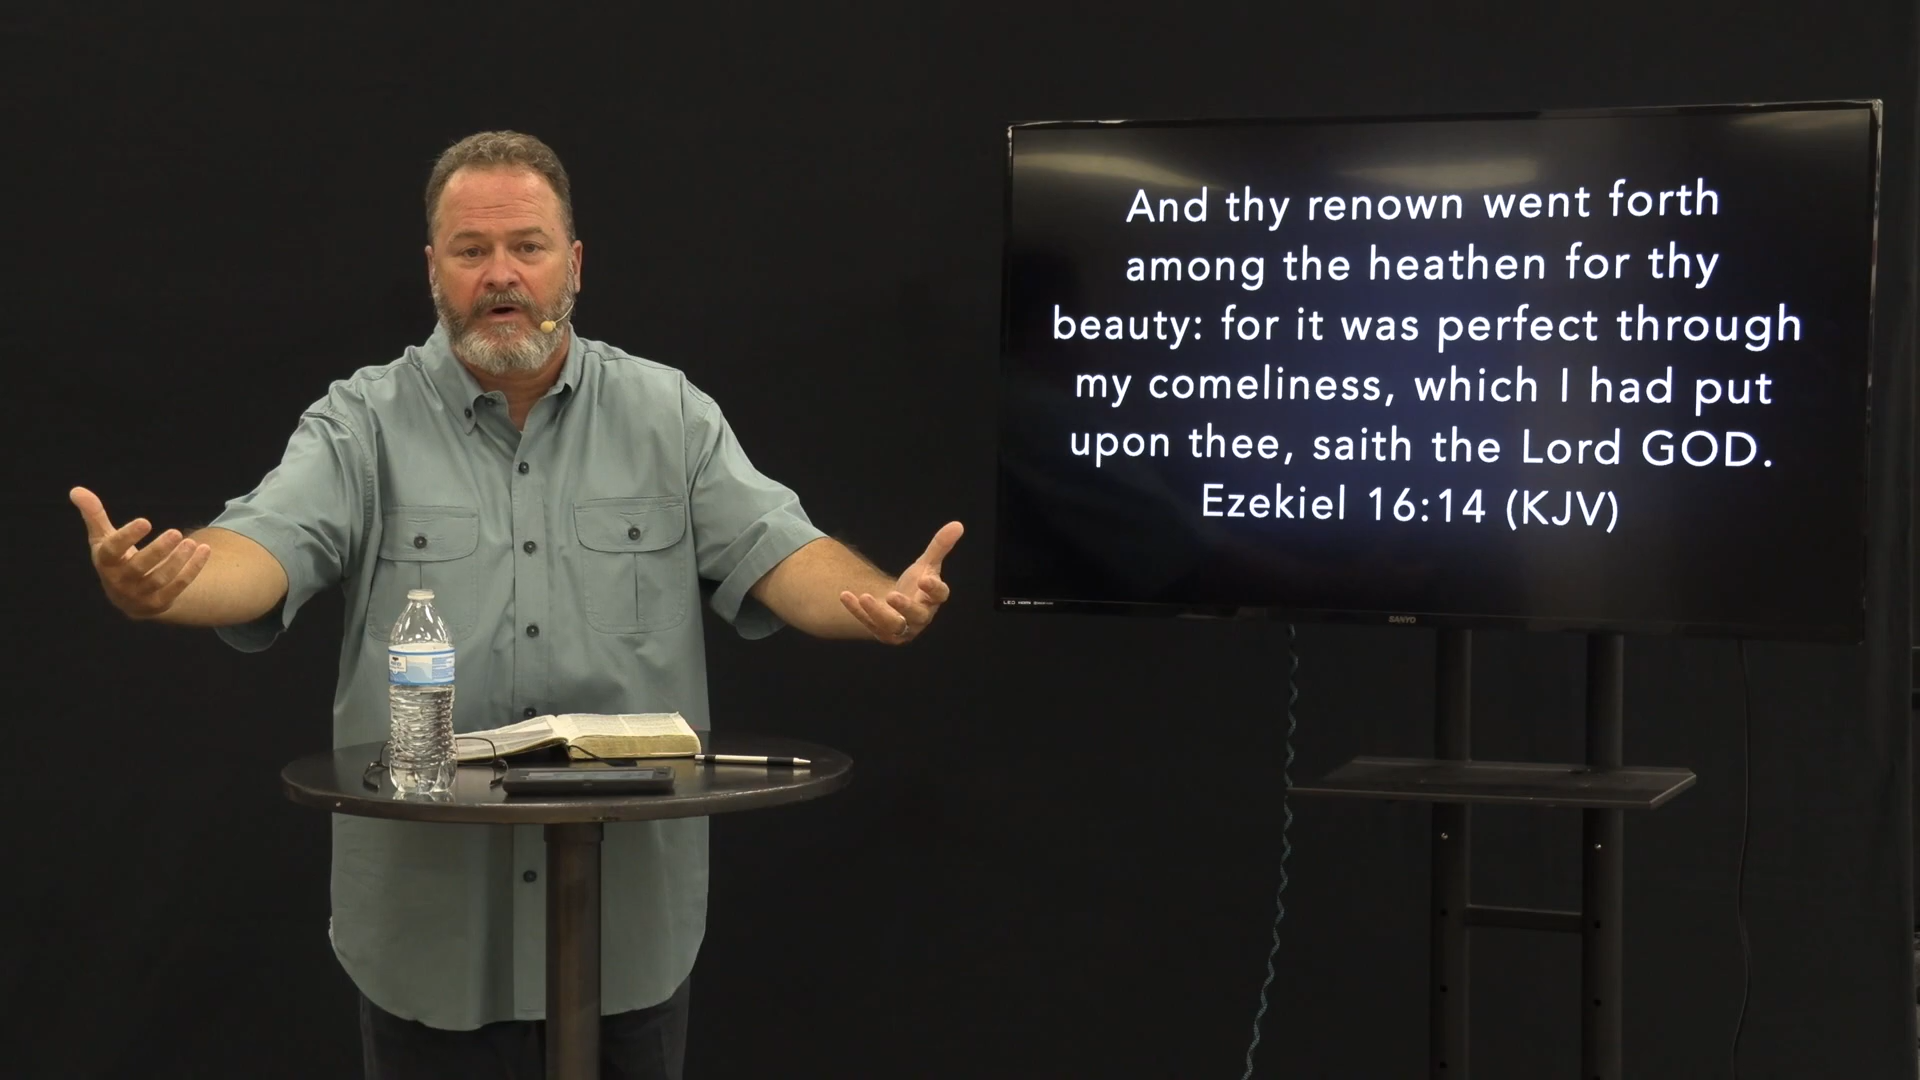 And thy renown went forth
among the heathen for thy
beauty: for it was perfect through
my comeliness, which I had put
upon thee, saith the Lord GOD.
Ezekiel 16:14 (KJV)
SANYO